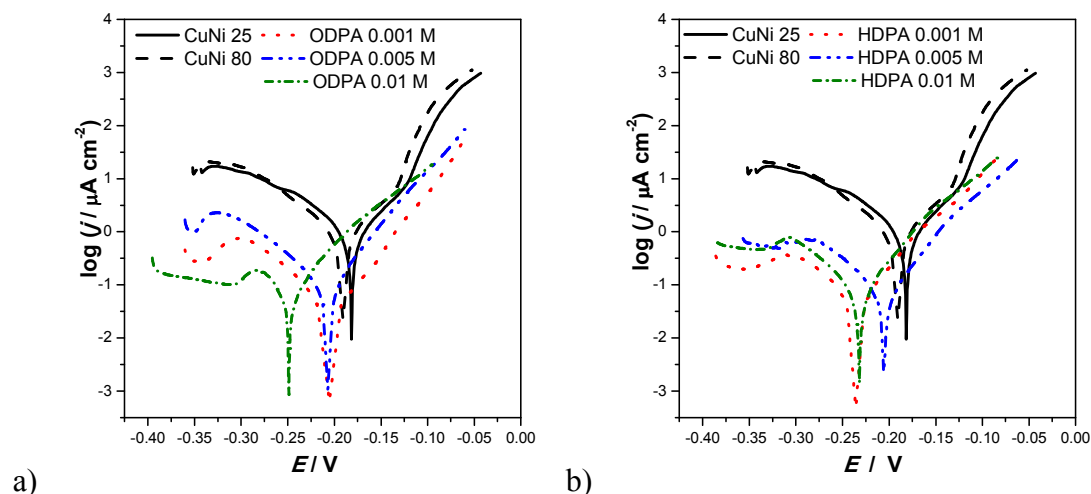 4
3
2
1
0
-1
-2
-3
log (j / μA cm⁻²)
CuNi 25
CuNi 80
ODPA 0.001 M
ODPA 0.005 M
ODPA 0.01 M
-0.40 -0.35 -0.30 -0.25 -0.20 -0.15 -0.10 -0.05 0.00
E / V
a)
4
3
2
1
0
-1
-2
-3
log (j / μA cm⁻²)
CuNi 25
CuNi 80
HDPA 0.001 M
HDPA 0.005 M
HDPA 0.01 M
-0.40 -0.35 -0.30 -0.25 -0.20 -0.15 -0.10 -0.05 0.00
E / V
b)